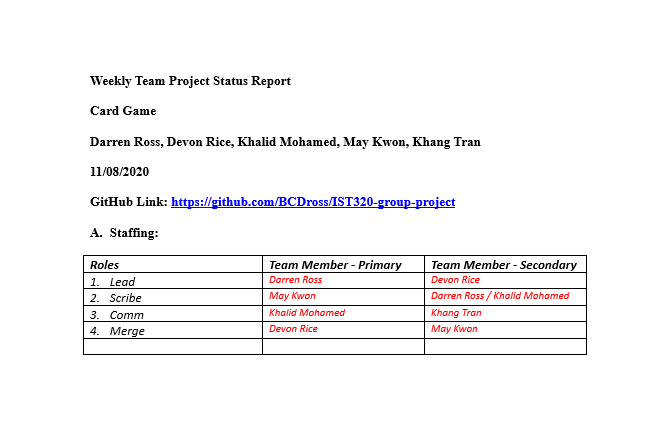 Weekly Team Project Status Report
Card Game
Darren Ross, Devon Rice, Khalid Mohamed, May Kwon, Khang Tran
11/08/2020
GitHub Link: https://github.com/BCDross/IST320-group-project
A. Staffing:
Roles Team Member - Primary Team Member - Secondary
1. Lead Darren Ross Devon Rice
2. Scribe May Kwon Darren Ross / Khalid Mohamed
3. Comm Khalid Mohamed Khang Tran
4. Merge Devon Rice May Kwon